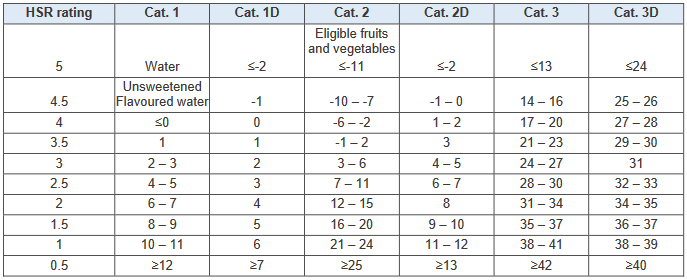 HSR rating Cat. 1 Cat. 1D Cat. 2 Cat. 2D Cat. 3 Cat. 3D
Eligible fruits
and vegetables
5 Water ≤-2 ≤-11 ≤-2 ≤13 ≤24
Unsweetened
4.5 Flavoured water -1 -10 – -7 -1 – 0 14 – 16 25 – 26
4 ≤0 0 -6 – -2 1 – 2 17 – 20 27 – 28
3.5 1 1 -1 – 2 3 21 – 23 29 – 30
3 2 – 3 2 3 – 6 4 – 5 24 – 27 31
2.5 4 – 5 3 7 – 11 6 – 7 28 – 30 32 – 33
2 6 – 7 4 12 – 15 8 31 – 34 34 – 35
1.5 8 – 9 5 16 – 20 9 – 10 35 – 37 36 – 37
1 10 – 11 6 21 – 24 11 – 12 38 – 41 38 – 39
0.5 ≥12 ≥7 ≥25 ≥13 ≥42 ≥40